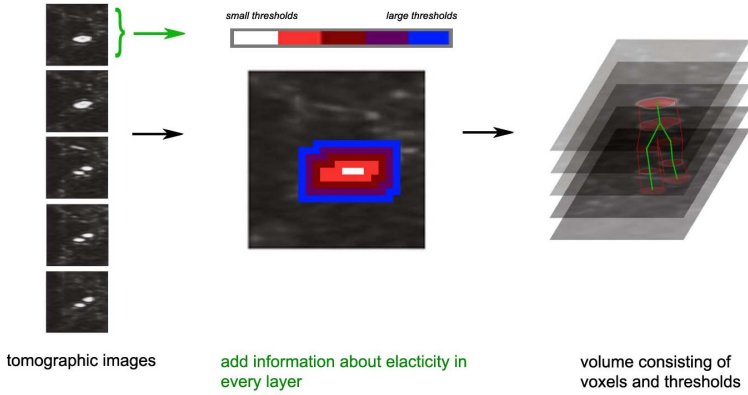 small thresholds
large thresholds
tomographic images
add information about elacticity in
every layer
volume consisting of
voxels and thresholds